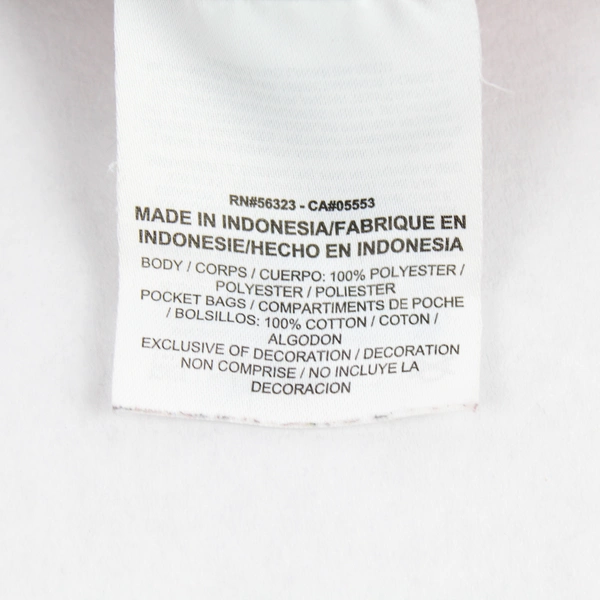 RN#56323 - CA#05553
MADE IN INDONESIA/FABRIQUE EN
INDONESIE/HECHO EN INDONESIA
BODY / CORPS / CUERPO: 100% POLYESTER /
POLYESTER / POLIESTER
POCKET BAGS / COMPARTIMENTS DE POCHE
/ BOLSILLOS: 100% COTTON / COTON /
ALGODON
EXCLUSIVE OF DECORATION / DECORATION
NON COMPRISE / NO INCLUYE LA
DECORACION